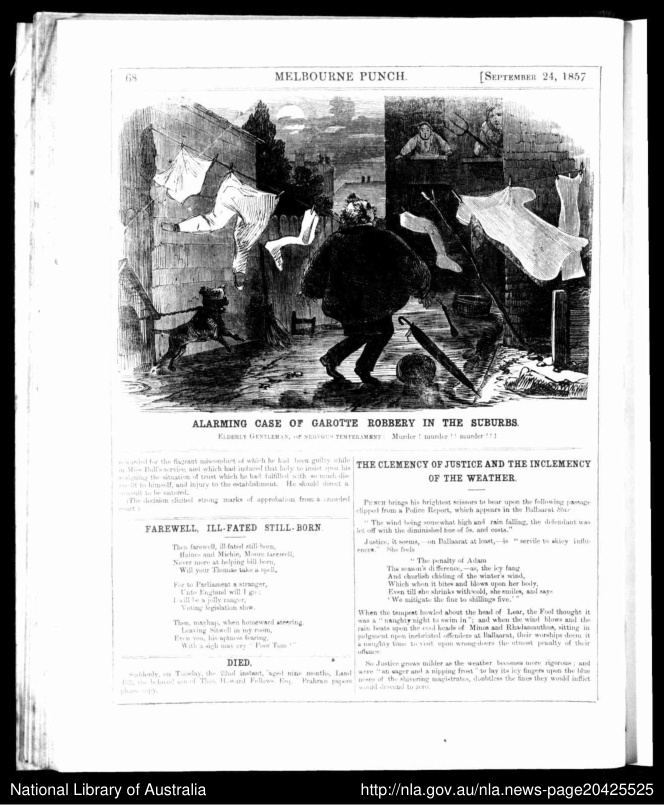 68
MELBOURNE PUNCH.
[SEPTEMBER 24, 1857
ALARMING CASE OF GAROTTE ROBBERY IN THE SUBURBS.
ELDERLY GENTLEMAN, OF NERVOUS TEMPERAMENT: Murder! murder!! murder!!!
for the flagrant misconduct of which he had been guilty while
in Miss Ball's service, and which had induced that lady to insist upon his
resigning the situation of trust which he had fulfilled with so much
to himself, and injury to the establishment. He should direct a
to be entered.
(The decision elicited strong marks of approbation from a crowded
FAREWELL, ILL-FATED STILL-BORN.
Then farewell, ill-fated still-born,
Haines and Michie, Moore farewell,
Never more at helping bill born,
Will your Thomas take a spell,
For to Parliament a stranger,
Unto England will I go;
I will be a jolly ranger,
Voting legislation slow.
Then, mayhap, when homeward steering,
Leaving Sitwell in my room,
Even you, his aptness fearing,
With a sigh may cry "Poor Tom"
DIED.
Suddenly, on Tuesday, the 22nd instant, aged nine months, Land
Bill, the beloved son of Thos. Howard Fellows, Esq. Prahran papers
please copy.
THE CLEMENCY OF JUSTICE AND THE INCLEMENCY
OF THE WEATHER.
PUNCH brings his brightest scissors to bear upon the following passage
clipped from a Police Report, which appears in the Ballaarat Star:
"The wind being somewhat high and rain falling, the defendant was
let off with the diminished fine of 5s. and costs."
Justice, it seems,—on Ballaarat at least,—is "servile to skiey influ-
ences." She feels
"The penalty of Adam
The season's difference,—as, the icy fang
And churlish chiding of the winter's wind,
Which when it bites and blows upon her body,
Even till she shrinks with cold, she smiles, and says
'We mitigate the fine to shillings five.'"
When the tempest howled about the head of Lear, the Fool thought it
was a "naughty night to swim in"; and when the wind blows and the
rain beats upon the cool heads of Minos and Rhadamanthus, sitting in
judgment upon inebriated offenders at Ballaarat, their worships deem it
a naughty time to visit upon wrong-doers the utmost penalty of their
offence.
So Justice grows milder as the weather becomes more rigorous; and
were "an eager and a nipping frost" to lay its icy fingers upon the blue
noses of the shivering magistrates, doubtless the fines they would inflict
would descend to zero.
National Library of Australia
http://nla.gov.au/nla.news-page20425525